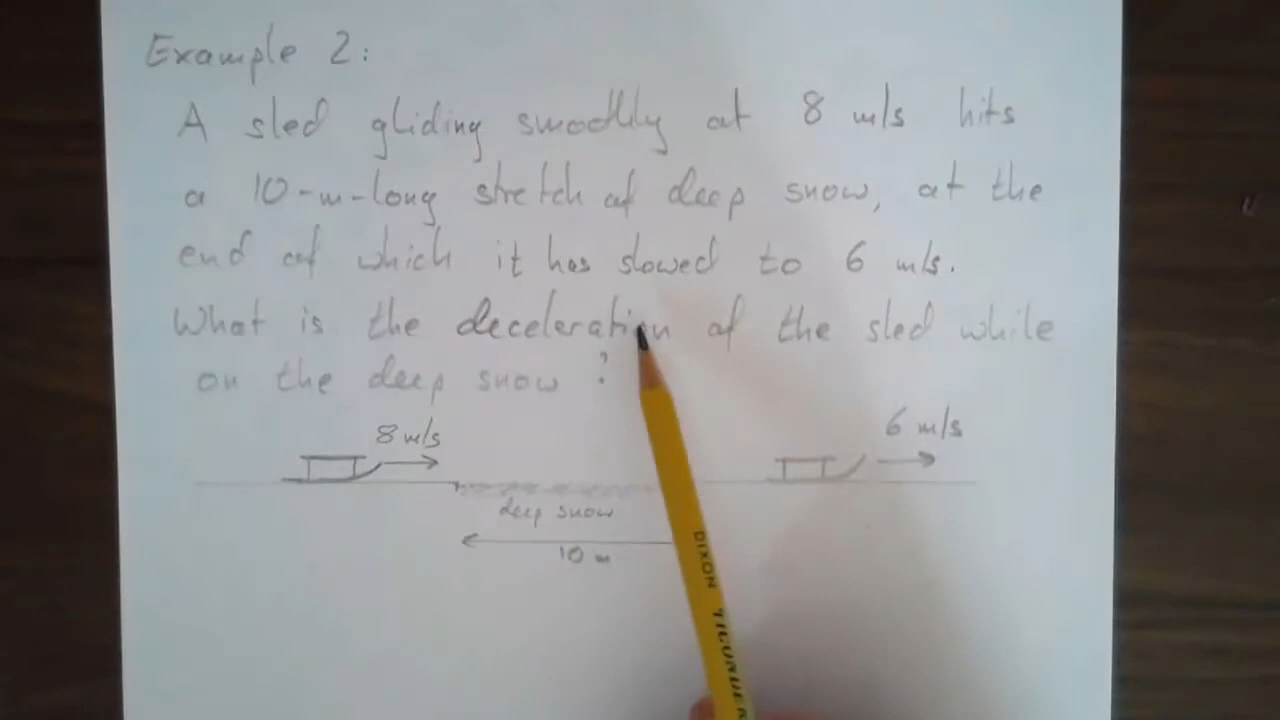 Example 2:
A sled gliding smoothly at 8 m/s hits
a 10-m-long stretch of deep snow, at the
end of which it has slowed to 6 m/s.
What is the deceleration of the sled while
on the deep snow ?
8 m/s
6 m/s
deep snow
10 m
DIXON